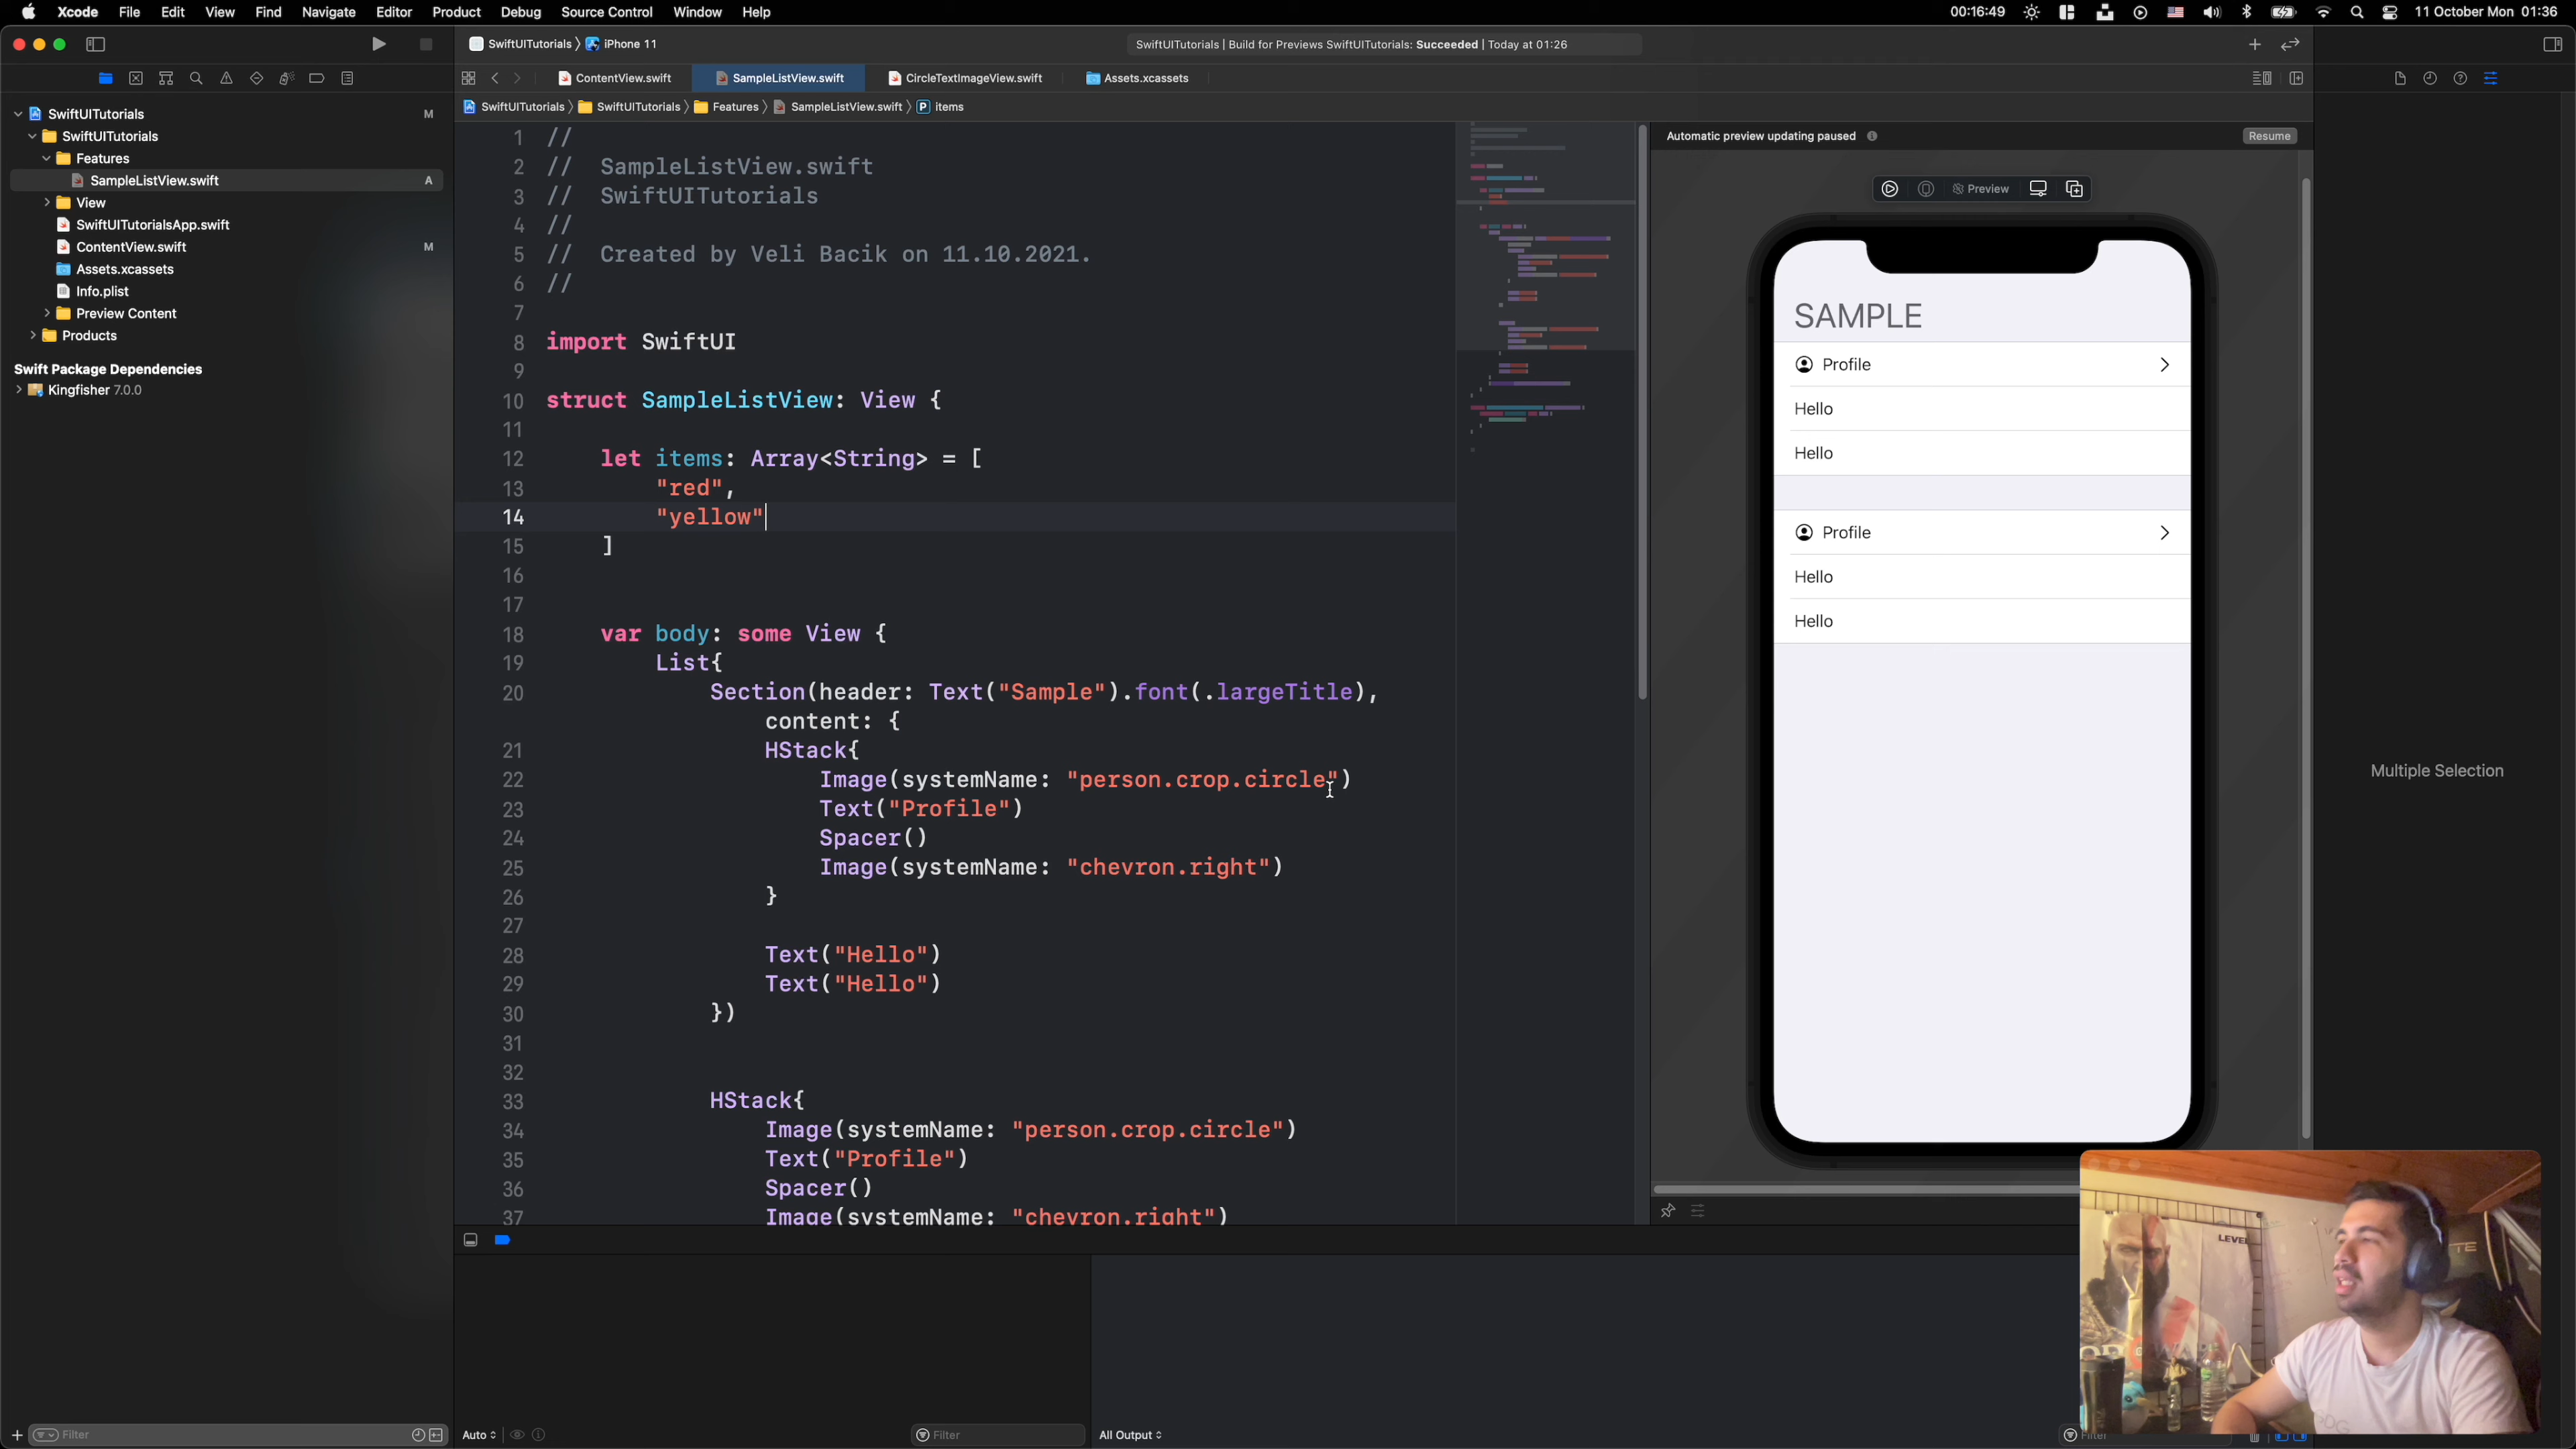 Xcode File Edit View Find Navigate Editor Product Debug Source Control Window Help 00:16:49 11 October Mon 01:36
SwiftUITutorials iPhone 11 SwiftUITutorials | Build for Previews SwiftUITutorials: Succeeded | Today at 01:26
ContentView.swift SampleListView.swift CircleTextImageView.swift Assets.xcassets
SwiftUITutorials SwiftUITutorials Features SampleListView.swift P items
SwiftUITutorials M
SwiftUITutorials
Features
SampleListView.swift A
View
SwiftUITutorialsApp.swift
ContentView.swift M
Assets.xcassets
Info.plist
Preview Content
Products
Swift Package Dependencies
Kingfisher 7.0.0
Filter
1 //
2 // SampleListView.swift
3 // SwiftUITutorials
4 //
5 // Created by Veli Bacik on 11.10.2021.
6 //
7
8 import SwiftUI
9
10 struct SampleListView: View {
11
12 let items: Array<String> = [
13 "red",
14 "yellow"
15 ]
16
17
18 var body: some View {
19 List{
20 Section(header: Text("Sample").font(.largeTitle),
content: {
21 HStack{
22 Image(systemName: "person.crop.circle")
23 Text("Profile")
24 Spacer()
25 Image(systemName: "chevron.right")
26 }
27
28 Text("Hello")
29 Text("Hello")
30 })
31
32
33 HStack{
34 Image(systemName: "person.crop.circle")
35 Text("Profile")
36 Spacer()
37 Image(systemName: "chevron.right")
Auto Filter All Output Filter
Automatic preview updating paused Resume
Preview
SAMPLE
Profile
Hello
Hello
Profile
Hello
Hello
Multiple Selection
LEVEL